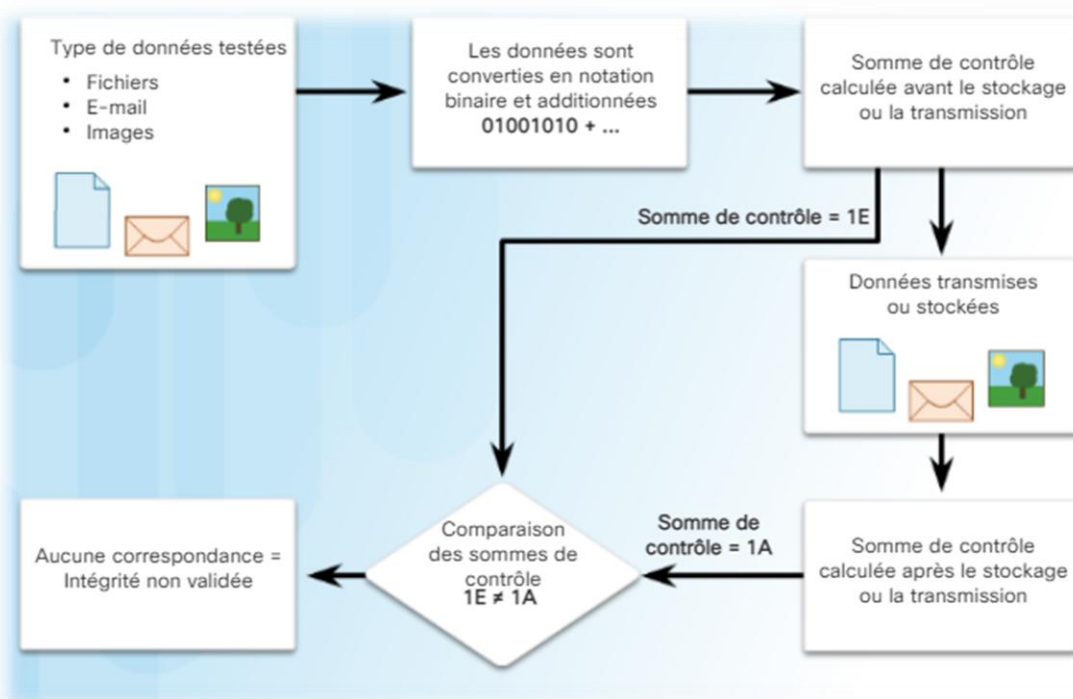 Type de données testées
• Fichiers
• E-mail
• Images
Les données sont
converties en notation
binaire et additionnées
01001010 + ...
Somme de contrôle
calculée avant le stockage
ou la transmission
Somme de contrôle = 1E
Données transmises
ou stockées
Somme de contrôle
calculée après le stockage
ou la transmission
Somme de
contrôle = 1A
Comparaison
des sommes de
contrôle
1E ≠ 1A
Aucune correspondance =
Intégrité non validée